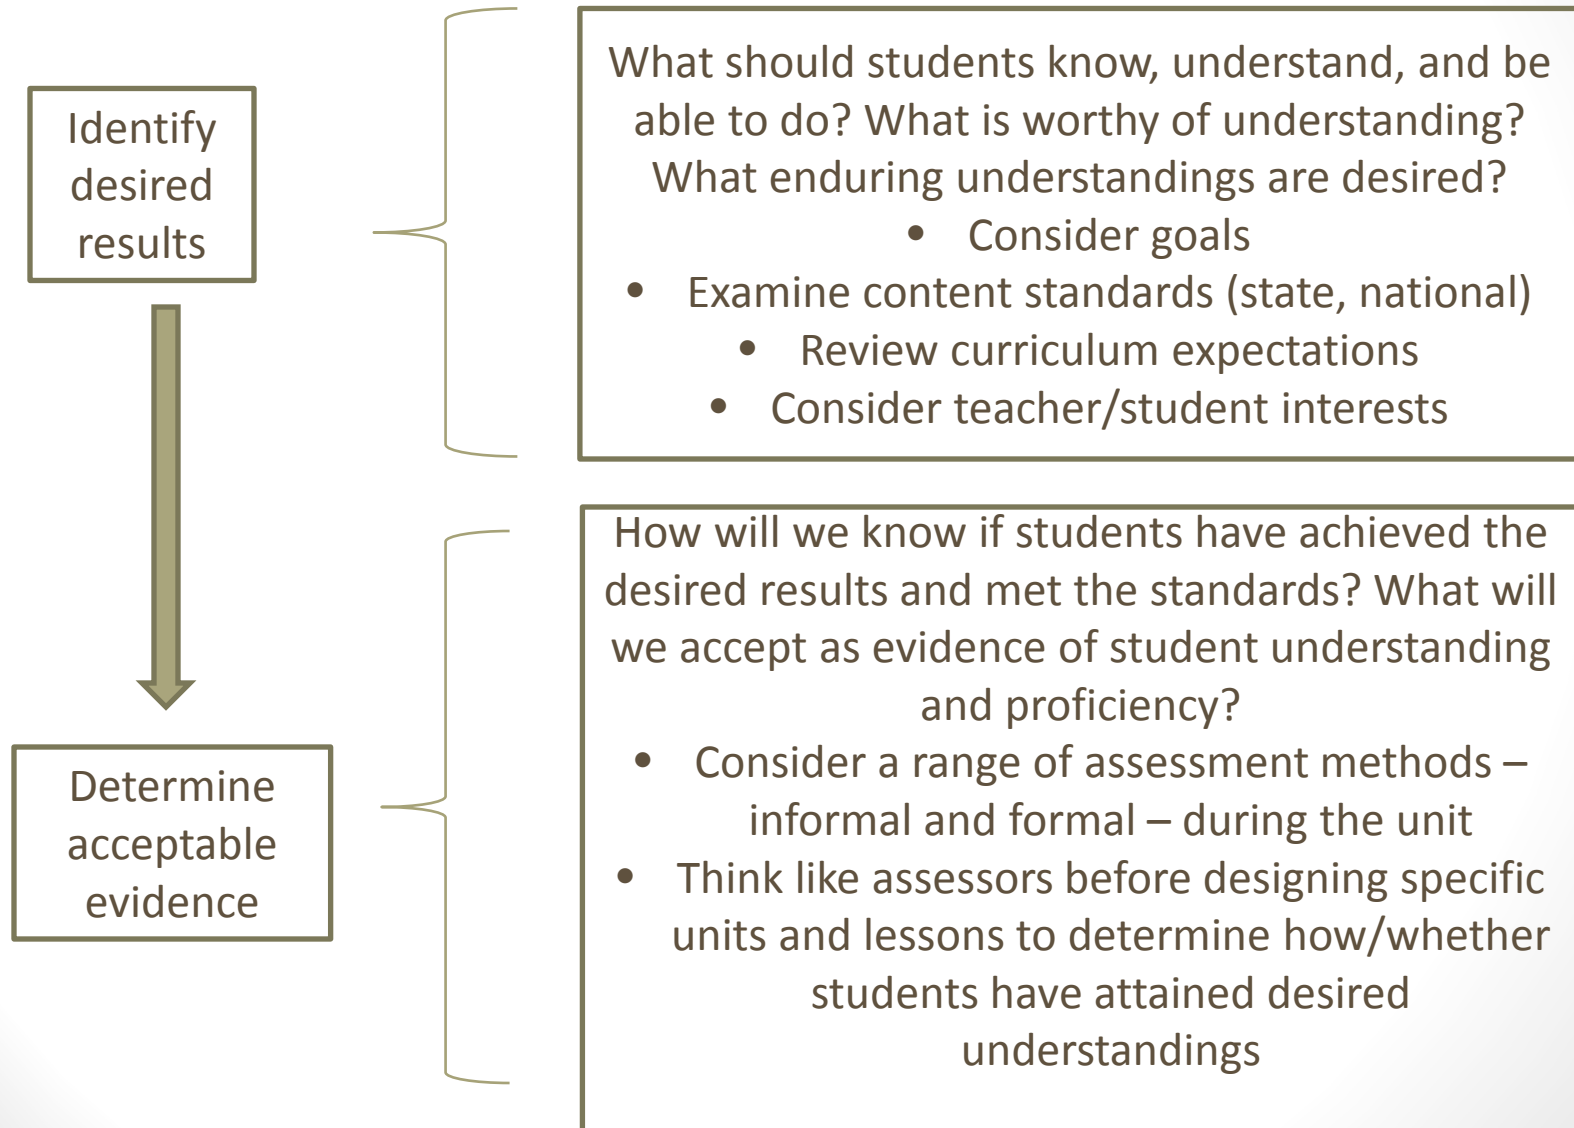 Identify
desired
results
What should students know, understand, and be
able to do? What is worthy of understanding?
What enduring understandings are desired?
• Consider goals
• Examine content standards (state, national)
• Review curriculum expectations
• Consider teacher/student interests
Determine
acceptable
evidence
How will we know if students have achieved the
desired results and met the standards? What will
we accept as evidence of student understanding
and proficiency?
• Consider a range of assessment methods –
informal and formal – during the unit
• Think like assessors before designing specific
units and lessons to determine how/whether
students have attained desired
understandings